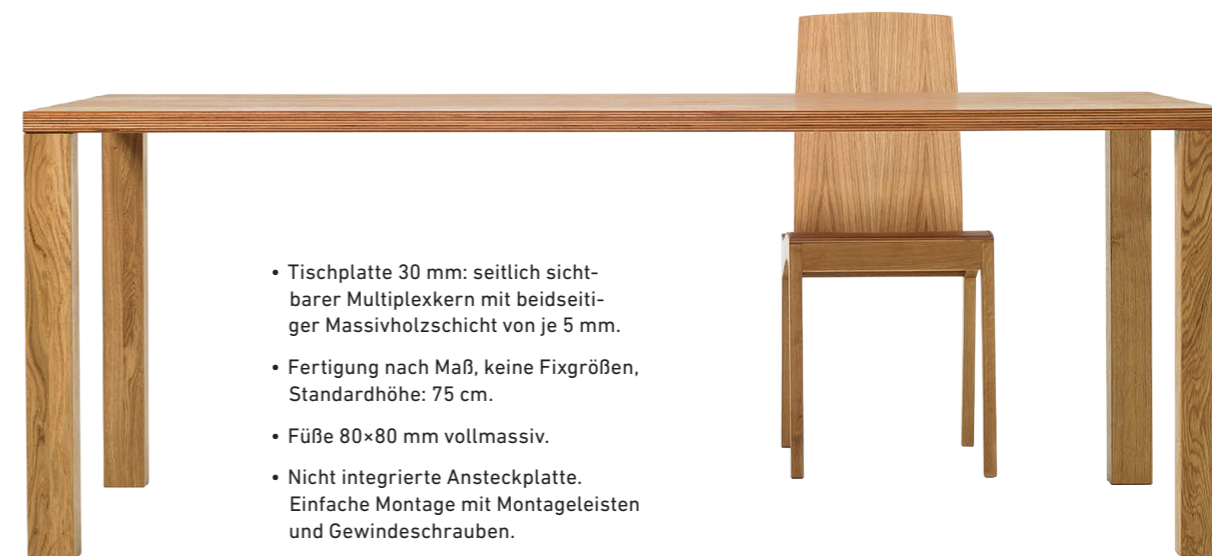 • Tischplatte 30 mm: seitlich sicht-
barer Multiplexkern mit beidseiti-
ger Massivholzschicht von je 5 mm.
• Fertigung nach Maß, keine Fixgrößen,
Standardhöhe: 75 cm.
• Füße 80×80 mm vollmassiv.
• Nicht integrierte Ansteckplatte.
Einfache Montage mit Montageleisten
und Gewindeschrauben.